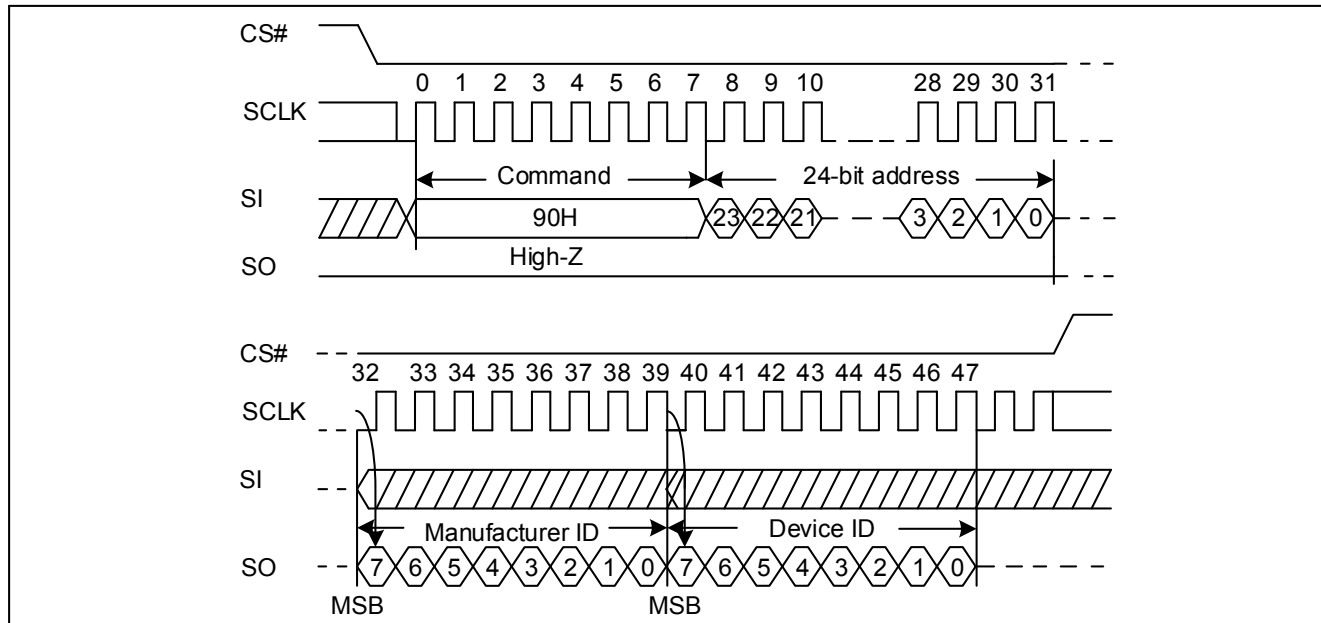 CS#
0 1 2 3 4 5 6 7 8 9 10 28 29 30 31
SCLK
Command 24-bit address
SI
90H 23 22 21 3 2 1 0
High-Z
SO
CS#
32 33 34 35 36 37 38 39 40 41 42 43 44 45 46 47
SCLK
SI
Manufacturer ID Device ID
SO 7 6 5 4 3 2 1 0 7 6 5 4 3 2 1 0
MSB MSB